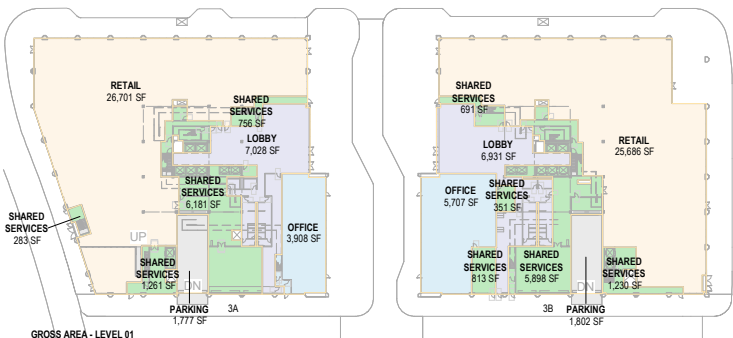 RETAIL
26,701 SF
SHARED
SERVICES
756 SF
LOBBY
7,028 SF
SHARED
SERVICES
6,181 SF
OFFICE
3,908 SF
SHARED
SERVICES
283 SF
UP
SHARED
SERVICES
1,261 SF
DN
PARKING
1,777 SF
3A
SHARED
SERVICES
691 SF
LOBBY
6,931 SF
RETAIL
25,686 SF
OFFICE
5,707 SF
SHARED
SERVICES
351 SF
SHARED
SERVICES
813 SF
SHARED
SERVICES
5,898 SF
SHARED
SERVICES
1,230 SF
DN
3B
PARKING
1,802 SF
GROSS AREA - LEVEL 01